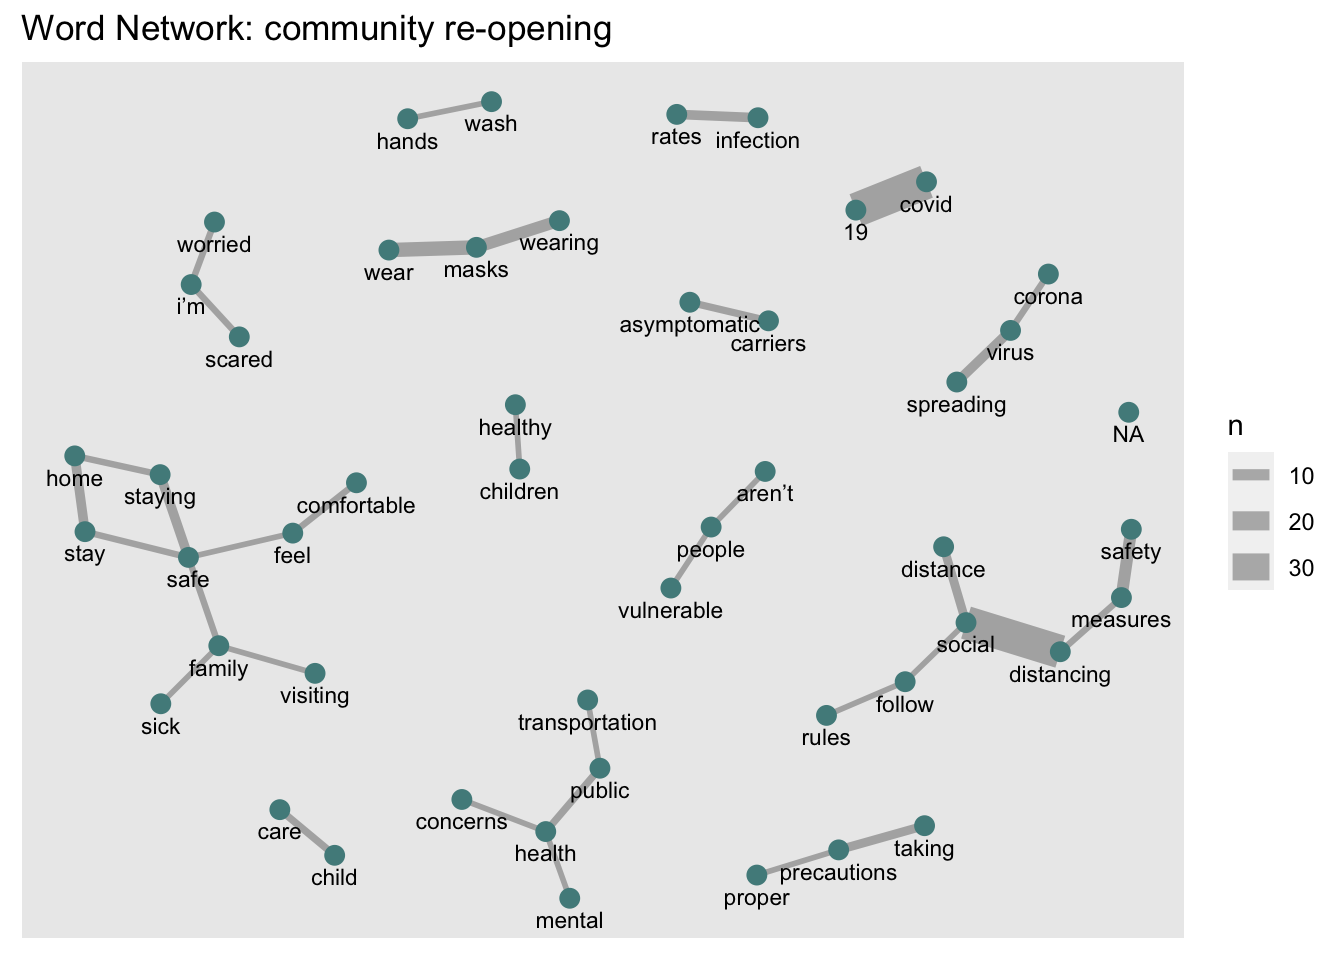 Word Network: community re-opening
hands
wash
rates
infection
covid
19
worried
i’m
scared
wear
masks
wearing
asymptomatic
carriers
corona
virus
spreading
NA
healthy
children
home
staying
stay
safe
feel
comfortable
family
visiting
sick
aren’t
people
vulnerable
distance
safety
social
measures
distancing
follow
rules
transportation
public
concerns
health
mental
care
child
taking
precautions
proper
n
10
20
30